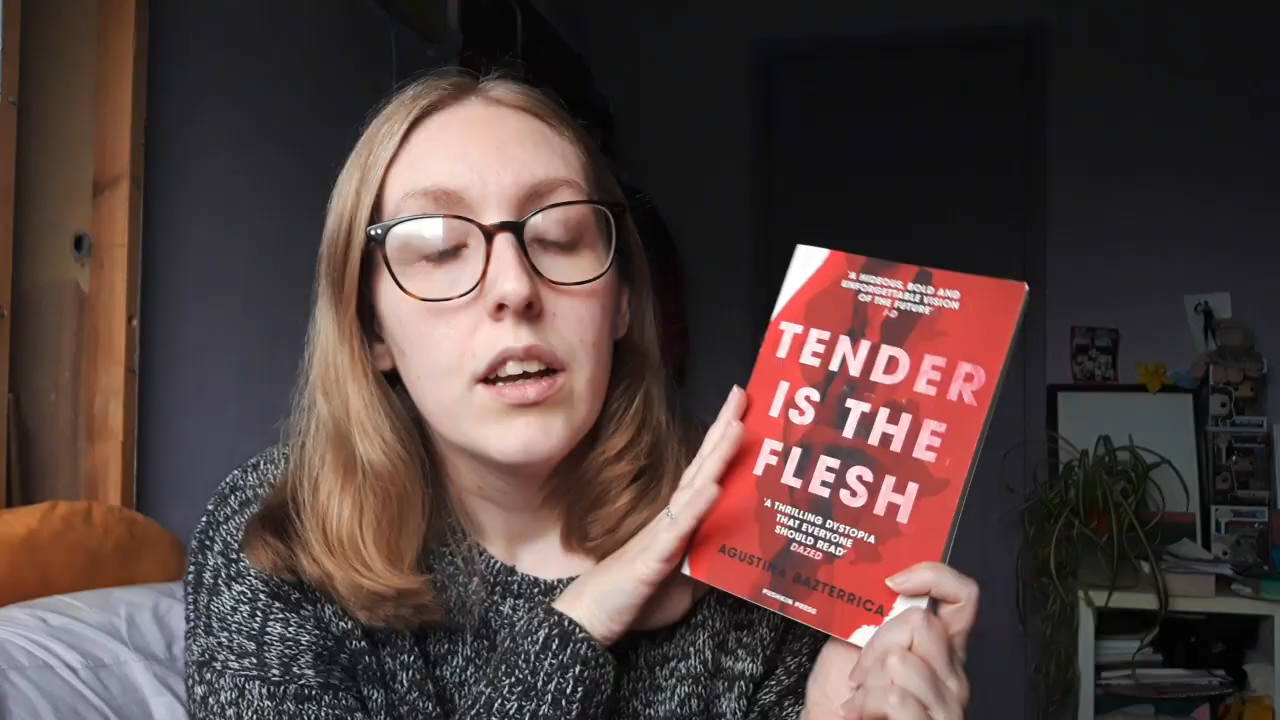 'A HIDEOUS, BOLD AND
UNFORGETTABLE VISION
OF THE FUTURE'
I-D
TENDER
IS THE
FLESH
'A THRILLING DYSTOPIA
THAT EVERYONE
SHOULD READ'
DAZED
AGUSTINA BAZTERRICA
PUSHKIN PRESS